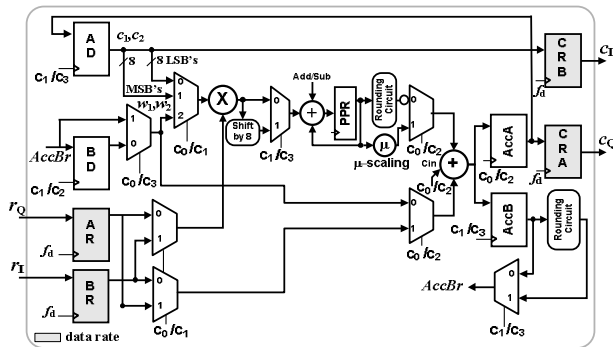 A
D
c1,c2
8
8 LSB's
MSB's
w1,w2
C1/C3
0
1
2
C0/C1
X
Shift
by 8
0
1
C1/C3
Add/Sub
+
PPR
Rounding
Circuit
μ
μ-scaling
0
1
C0/C2
Cin
C0/C2
+
AccA
C0/C2
C
R
B
fd
cI
C
R
A
fd
cQ
AccBr
B
D
C1/C2
1
0
C0/C3
0
1
C0/C2
C1/C3
AccB
Rounding
Circuit
rQ
A
R
fd
rI
B
R
fd
0
1
0
1
C0/C1
AccBr
0
1
C1/C3
data rate